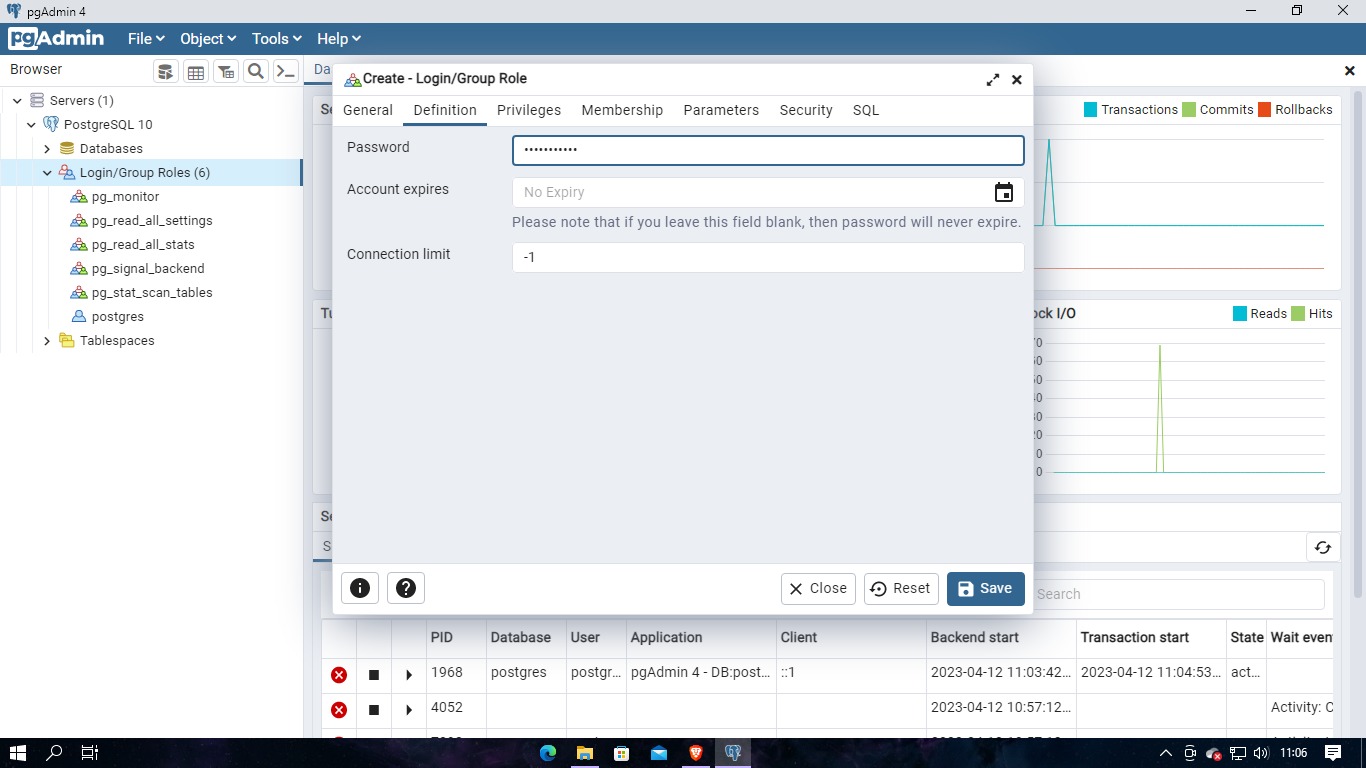 pgAdmin 4
pgAdmin File Object Tools Help
Browser
Servers (1)
PostgreSQL 10
Databases
Login/Group Roles (6)
pg_monitor
pg_read_all_settings
pg_read_all_stats
pg_signal_backend
pg_stat_scan_tables
postgres
Tablespaces
Da
Create - Login/Group Role
General Definition Privileges Membership Parameters Security SQL
Password •••••••••••
Account expires No Expiry
Please note that if you leave this field blank, then password will never expire.
Connection limit -1
Close Reset Save
Transactions Commits Rollbacks
ock I/O Reads Hits
Search
PID Database User Application Client Backend start Transaction start State Wait even
1968 postgres postgr... pgAdmin 4 - DB:post... ::1 2023-04-12 11:03:42... 2023-04-12 11:04:53... act...
4052 2023-04-12 10:57:12... Activity: C
11:06